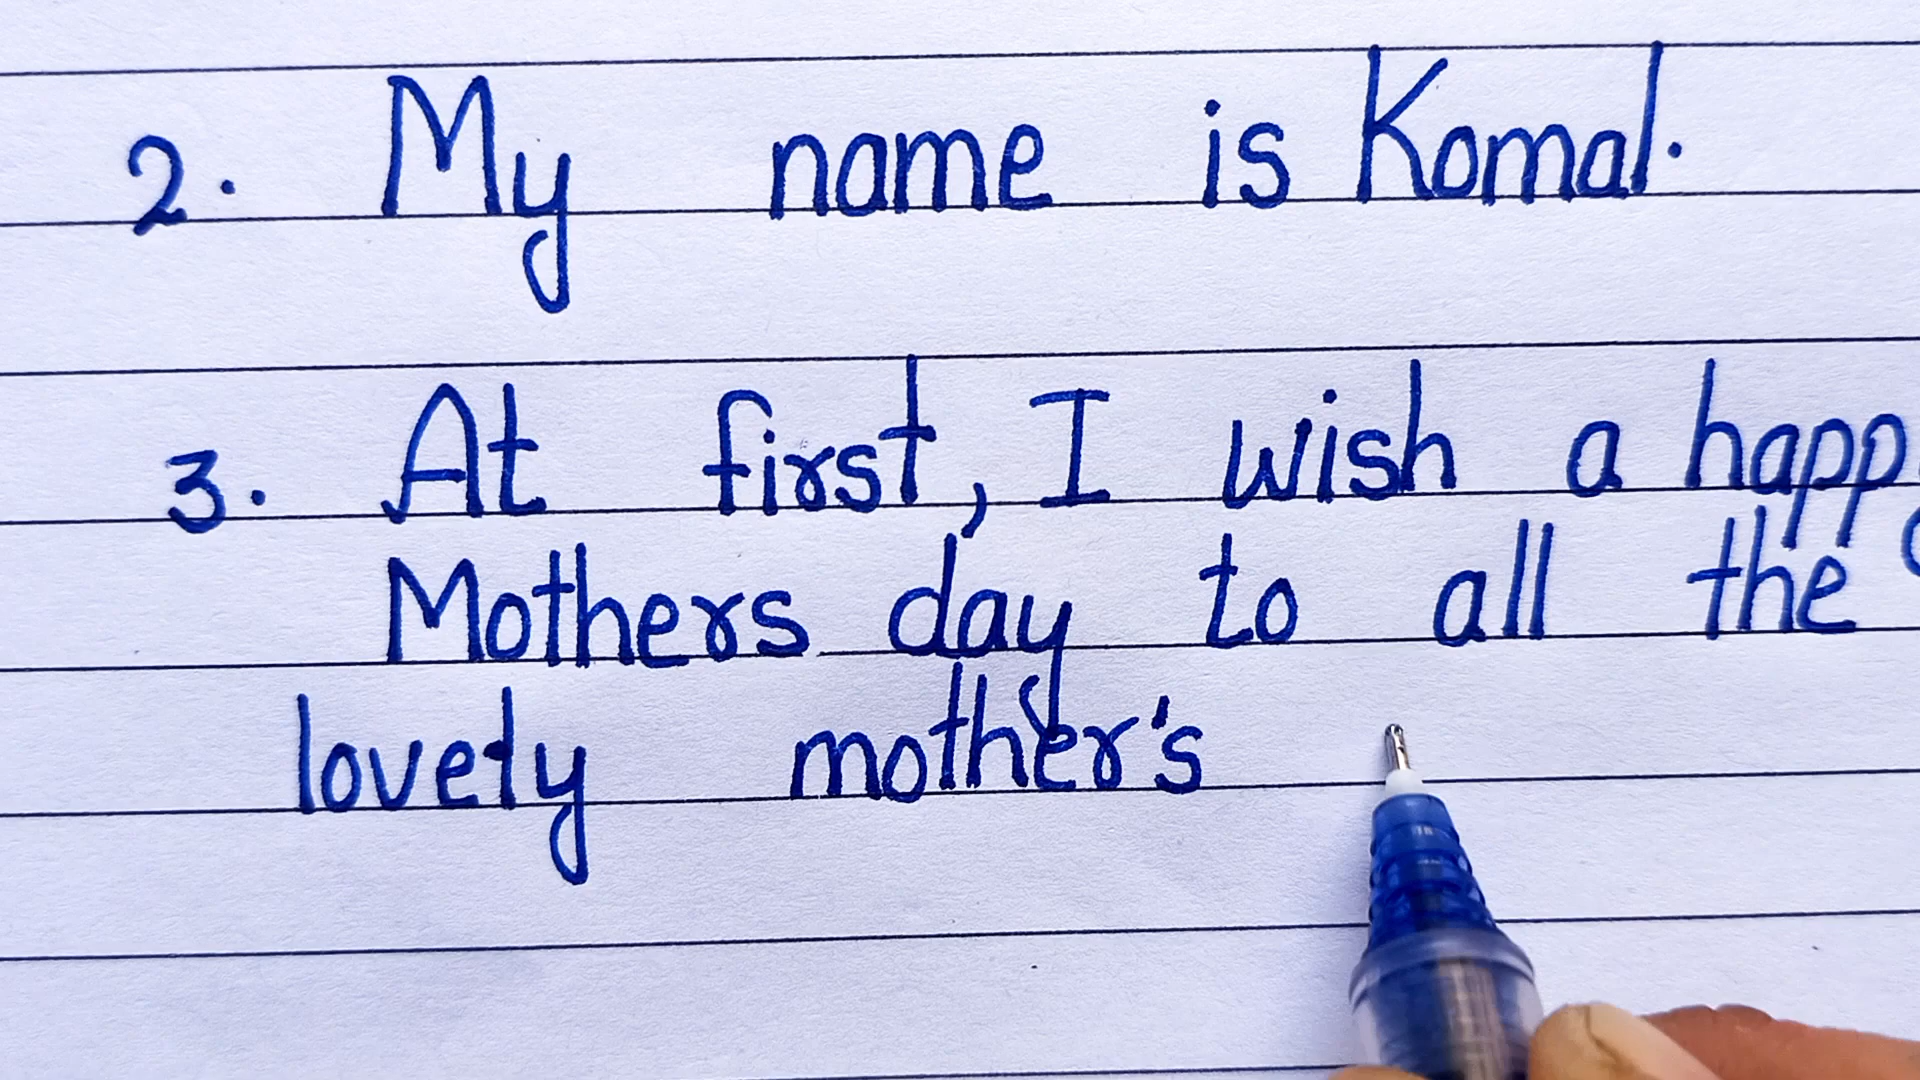 2. My name is Komal.
3. At first, I wish a happ
Mothers day to all the
lovely mother's